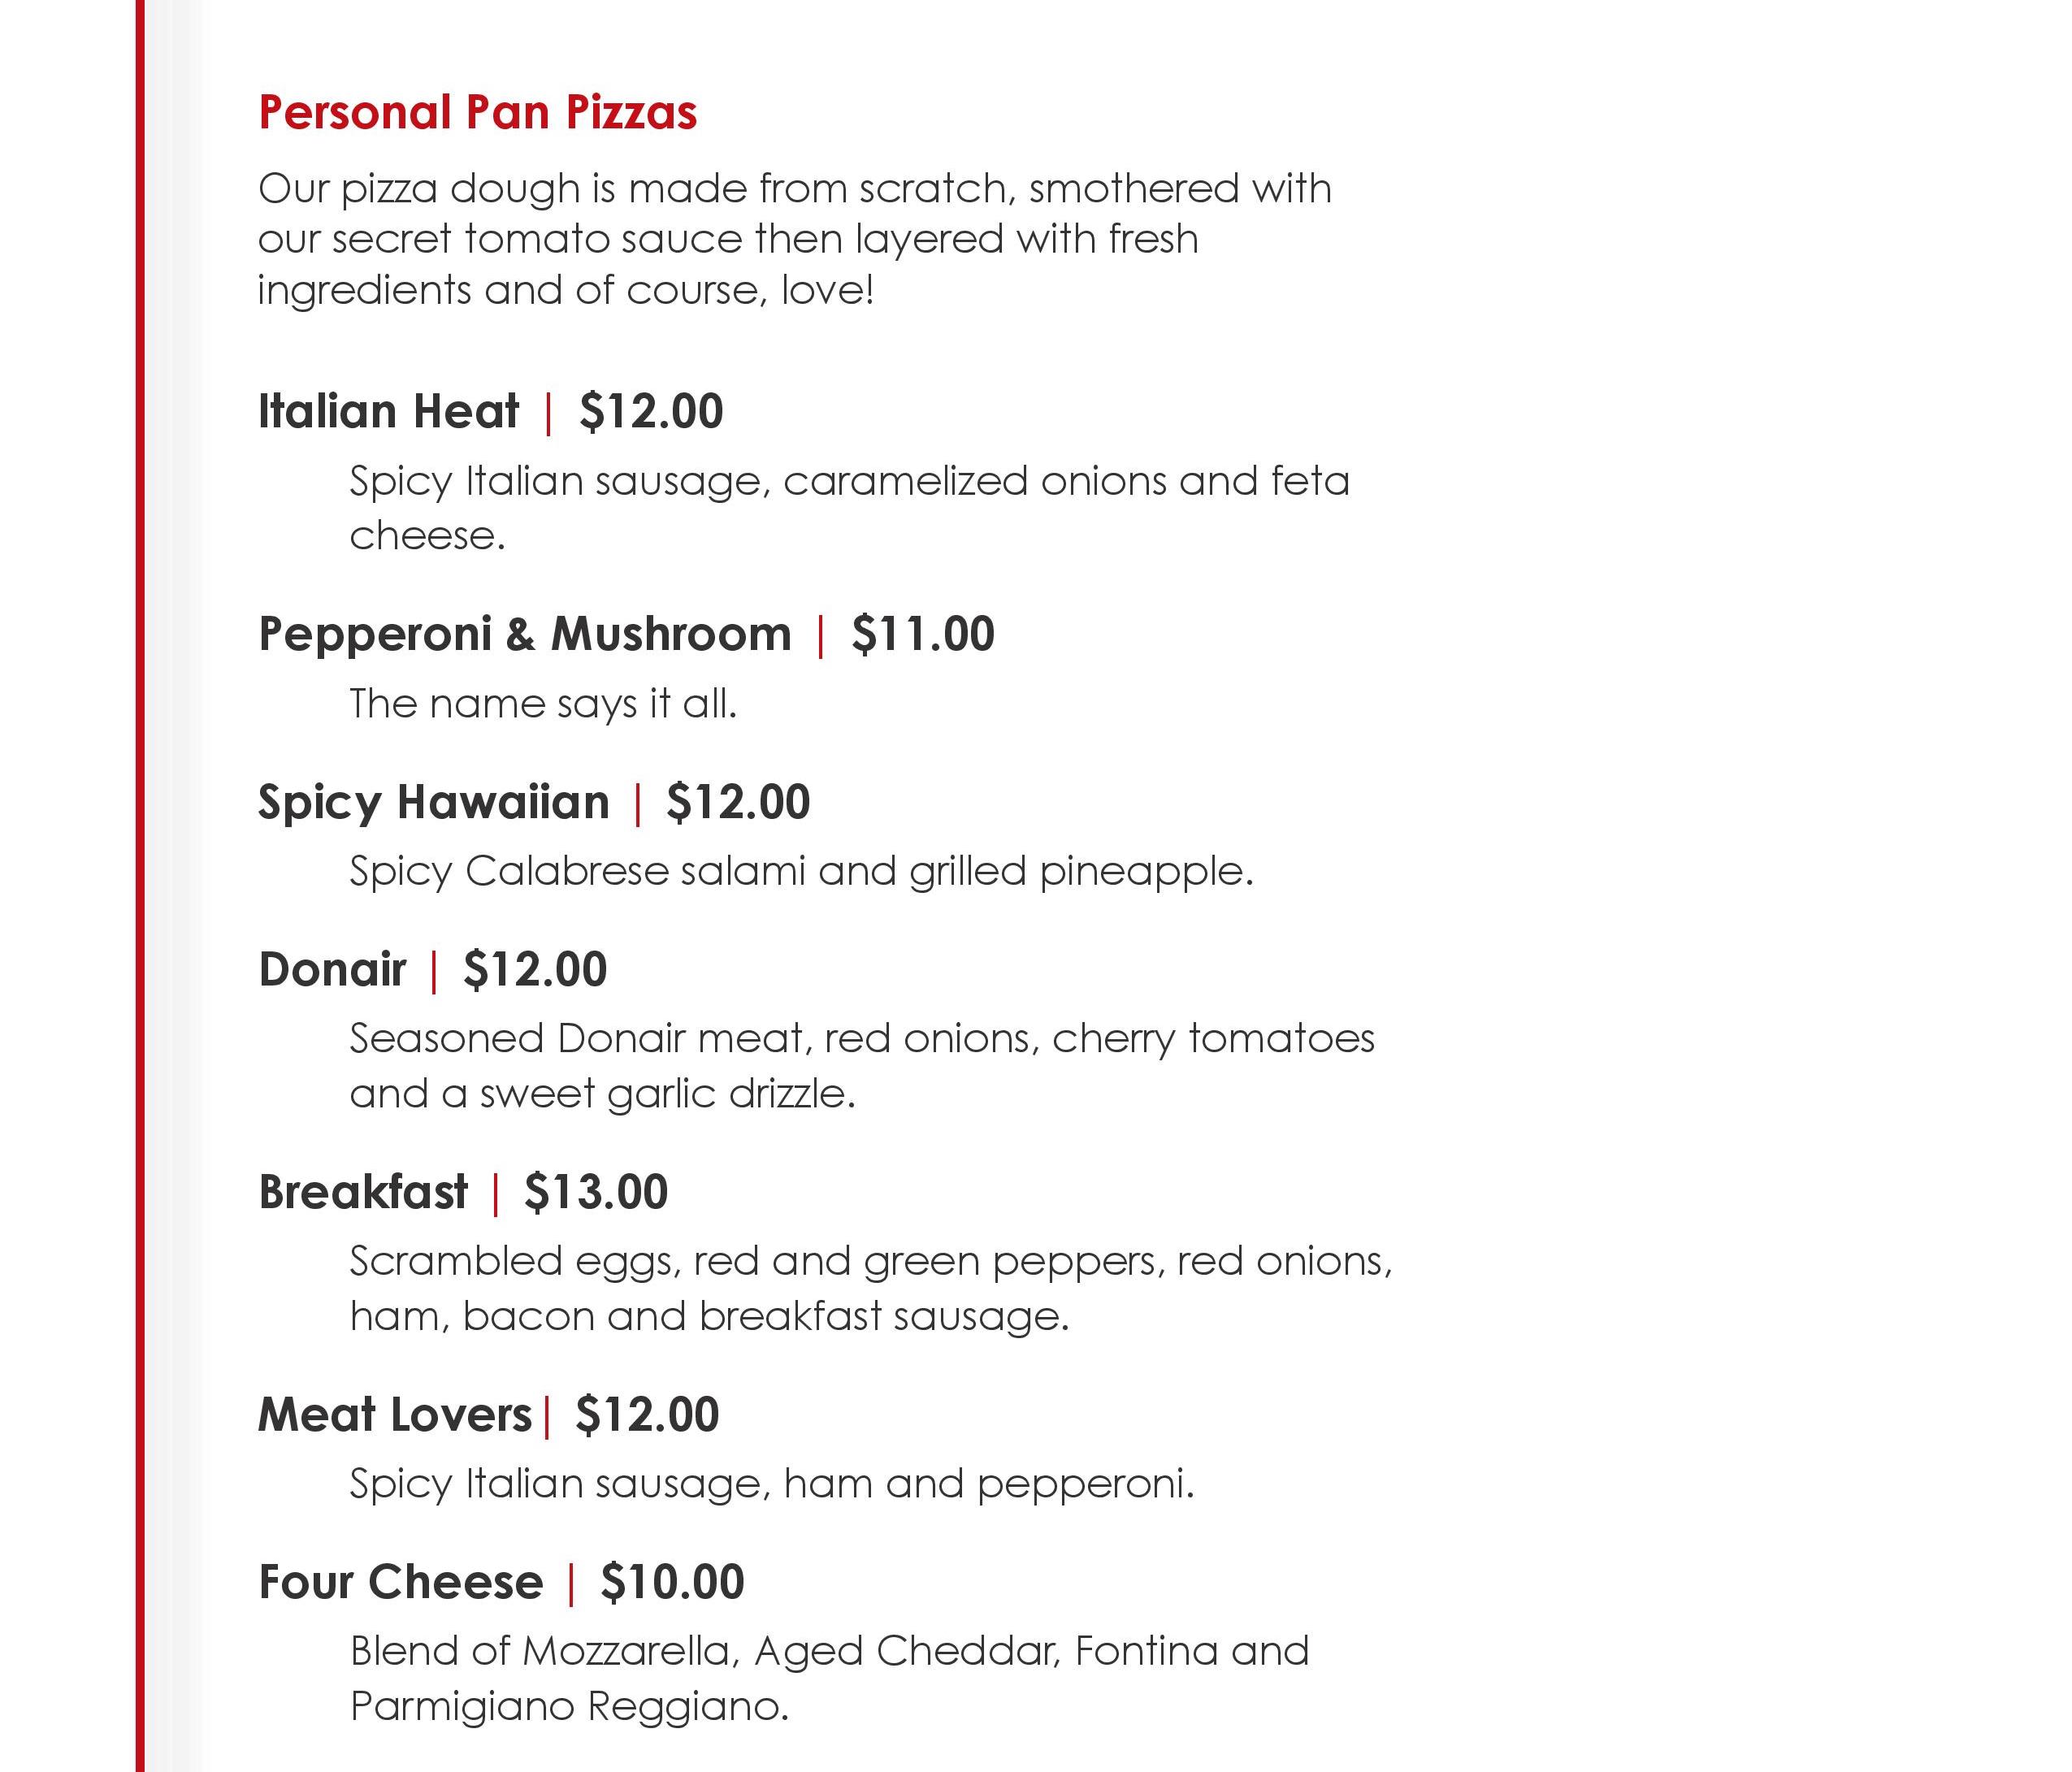 Personal Pan Pizzas
Our pizza dough is made from scratch, smothered with
our secret tomato sauce then layered with fresh
ingredients and of course, love!
Italian Heat | $12.00
Spicy Italian sausage, caramelized onions and feta
cheese.
Pepperoni & Mushroom | $11.00
The name says it all.
Spicy Hawaiian | $12.00
Spicy Calabrese salami and grilled pineapple.
Donair | $12.00
Seasoned Donair meat, red onions, cherry tomatoes
and a sweet garlic drizzle.
Breakfast | $13.00
Scrambled eggs, red and green peppers, red onions,
ham, bacon and breakfast sausage.
Meat Lovers| $12.00
Spicy Italian sausage, ham and pepperoni.
Four Cheese | $10.00
Blend of Mozzarella, Aged Cheddar, Fontina and
Parmigiano Reggiano.